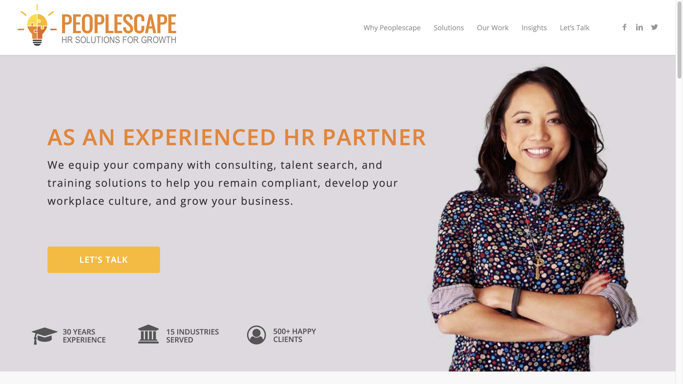 PEOPLESCAPE
HR SOLUTIONS FOR GROWTH
Why Peoplescape Solutions Our Work Insights Let's Talk
AS AN EXPERIENCED HR PARTNER
We equip your company with consulting, talent search, and
training solutions to help you remain compliant, develop your
workplace culture, and grow your business.
LET'S TALK
30 YEARS
EXPERIENCE
15 INDUSTRIES
SERVED
500+ HAPPY
CLIENTS